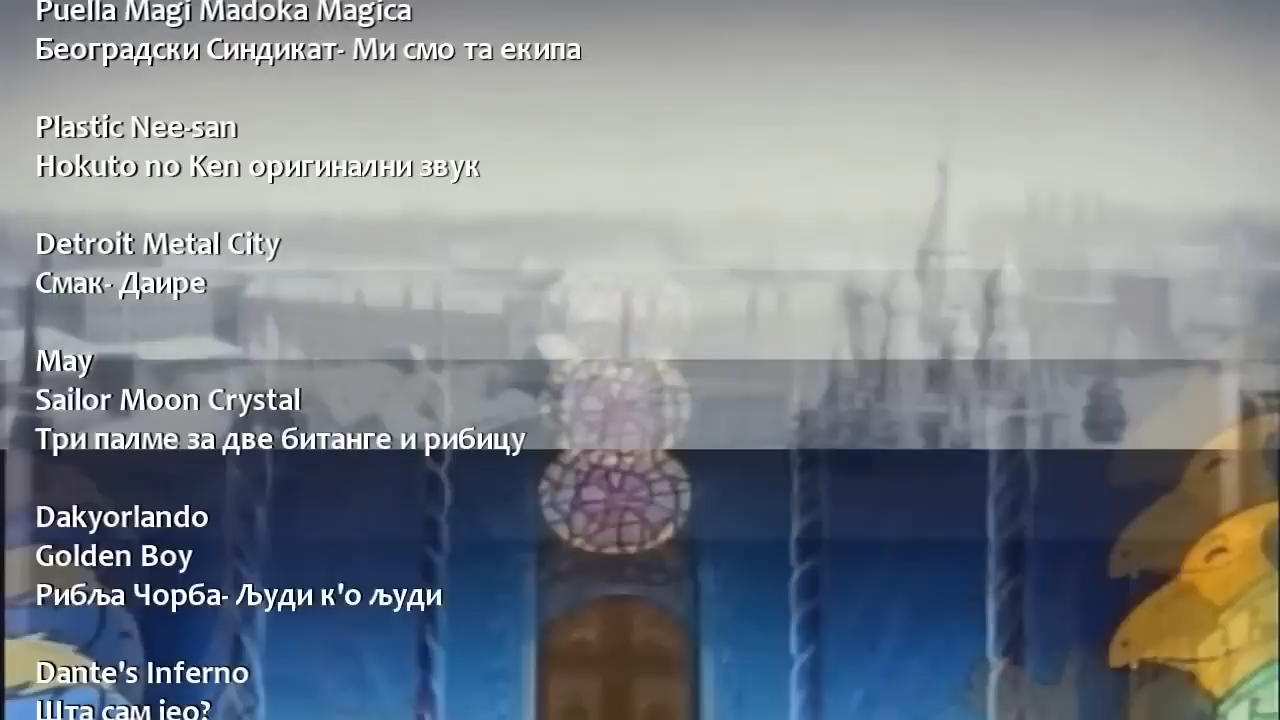 Puella Magi Madoka Magica
Београдски Синдикат- Ми смо та екипа
Plastic Nee-san
Hokuto no Ken оригинални звук
Detroit Metal City
Смак- Даире
May
Sailor Moon Crystal
Три палме за две битанге и рибицу
Dakyorlando
Golden Boy
Рибља Чорба- Људи к'о људи
Dante's Inferno
Шта сам јео?